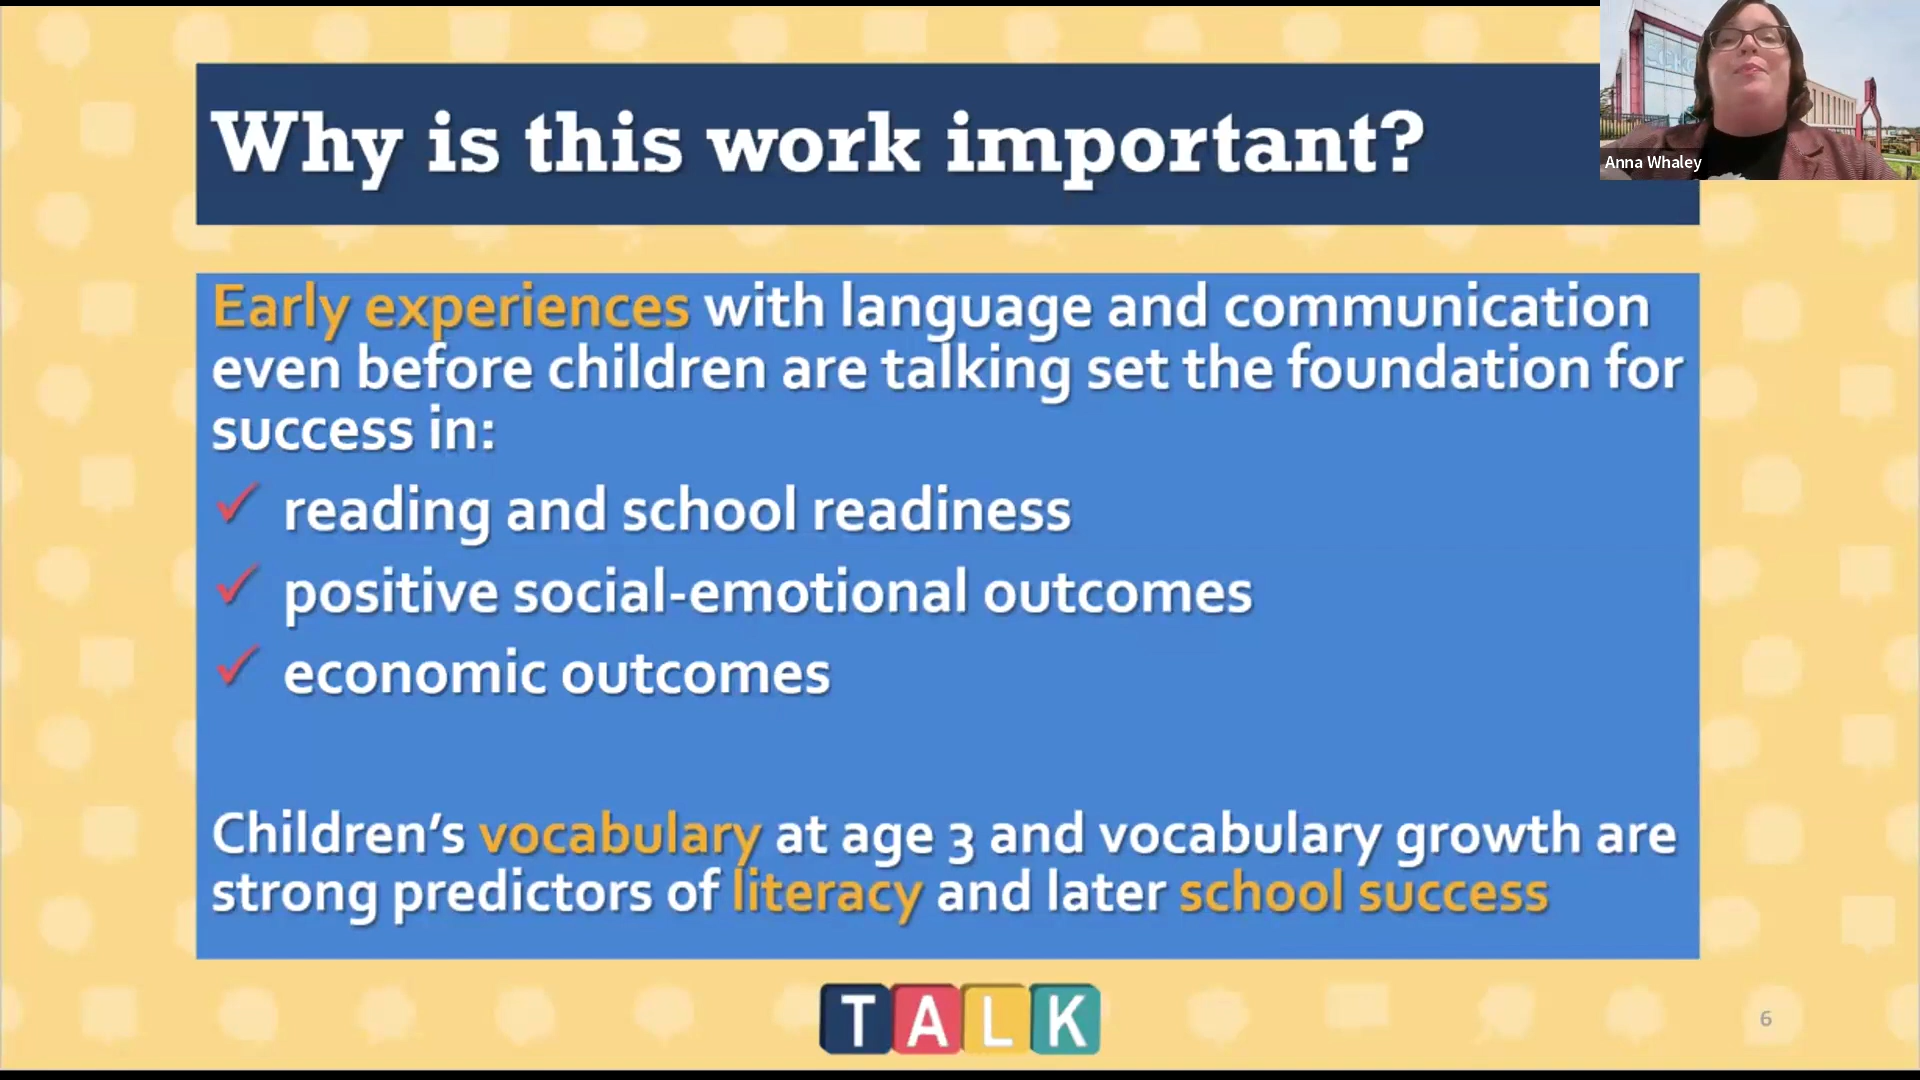 Why is this work important?
Anna Whaley
Early experiences with language and communication
even before children are talking set the foundation for
success in:
✓ reading and school readiness
✓ positive social-emotional outcomes
✓ economic outcomes
Children’s vocabulary at age 3 and vocabulary growth are
strong predictors of literacy and later school success
TALK
6